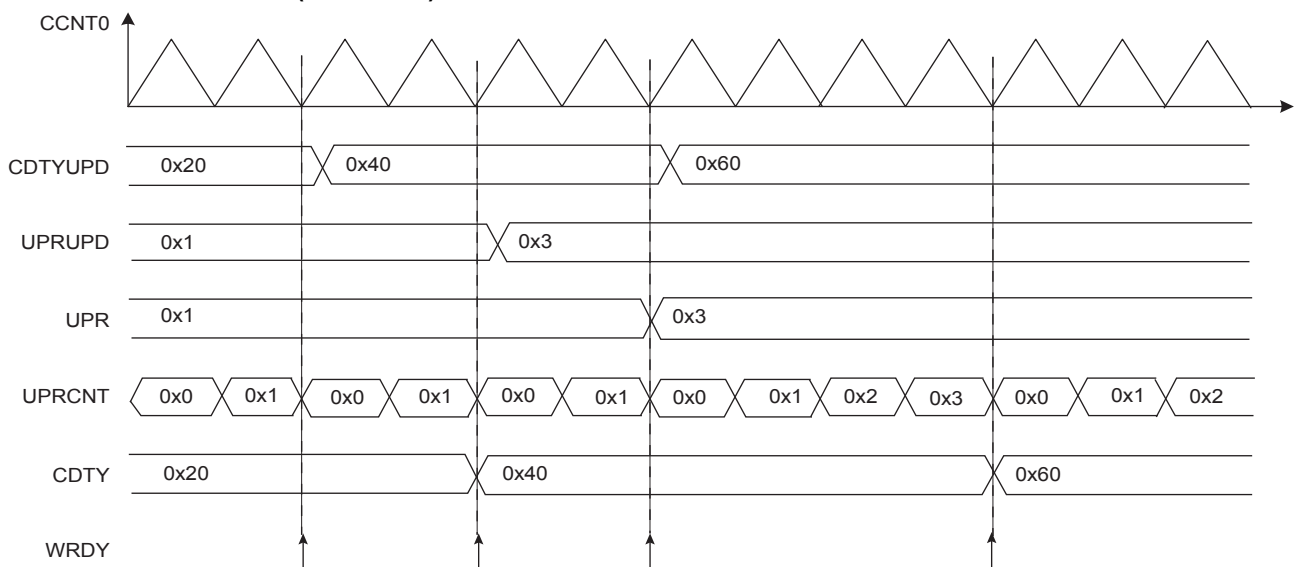 CCNT0
CDTYUPD 0x20 0x40 0x60
UPRUPD 0x1 0x3
UPR 0x1 0x3
UPRCNT 0x0 0x1 0x0 0x1 0x0 0x1 0x0 0x1 0x2 0x3 0x0 0x1 0x2
CDTY 0x20 0x40 0x60
WRDY